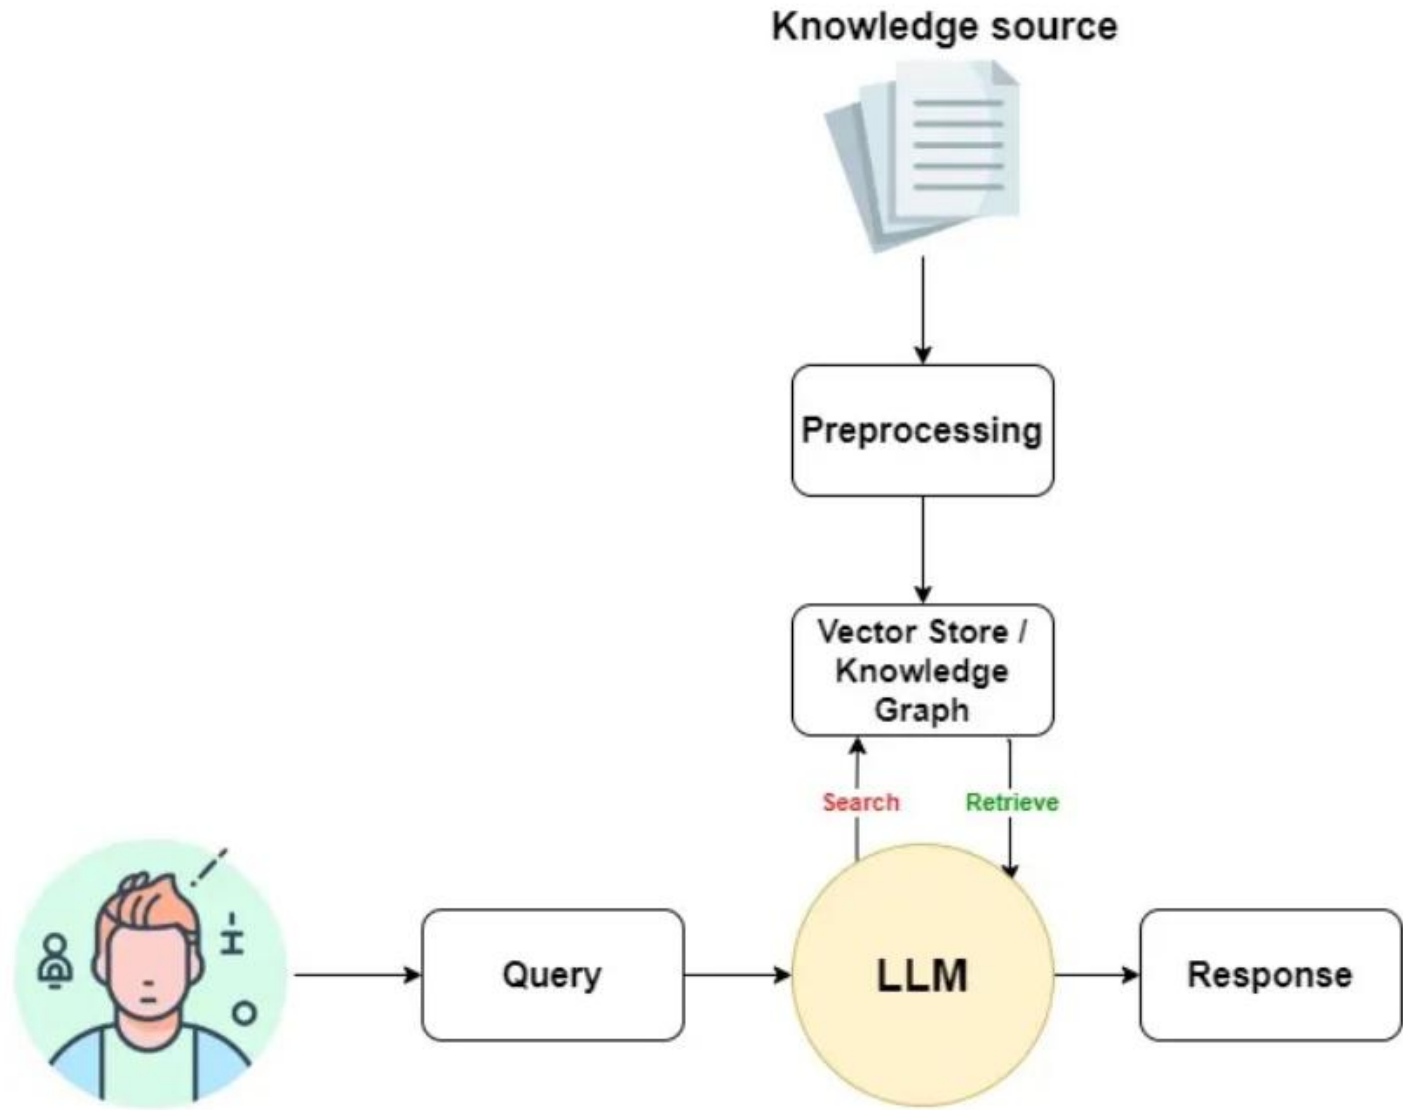 Knowledge source
Preprocessing
Vector Store /
Knowledge
Graph
Search
Retrieve
Query
LLM
Response